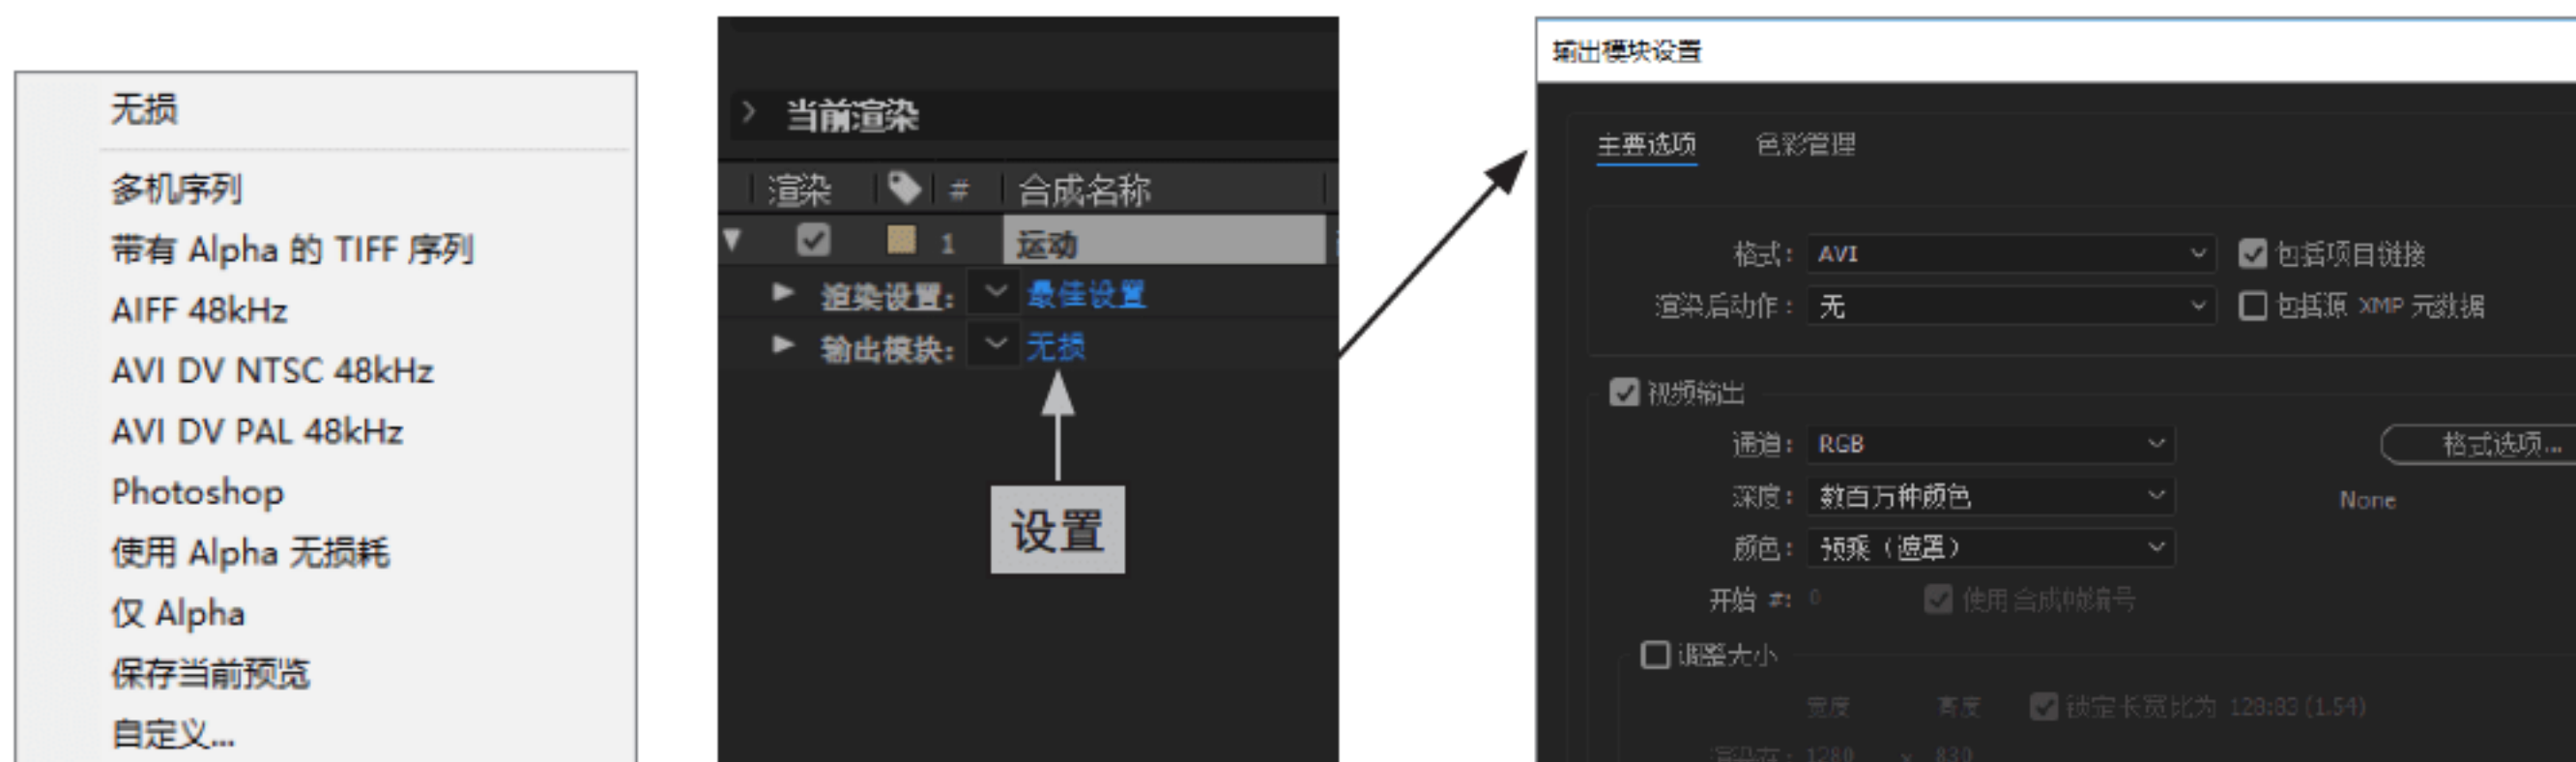 无损
多机序列
带有 Alpha 的 TIFF 序列
AIFF 48kHz
AVI DV NTSC 48kHz
AVI DV PAL 48kHz
Photoshop
使用 Alpha 无损耗
仅 Alpha
保存当前预览
自定义...
当前渲染
渲染 # 合成名称
1 运动
渲染设置: 最佳设置
输出模块: 无损
设置
输出模块设置
主要选项 色彩管理
格式: AVI 包括项目链接
渲染后动作: 无 包括源 XMP 元数据
视频输出
通道: RGB 格式选项...
深度: 数百万种颜色 None
颜色: 预乘（遮罩）
开始 #: 0 使用合成帧编号
调整大小
宽度 高度 锁定长宽比为 128:83 (1.54)
渲染在: 1280 x 830